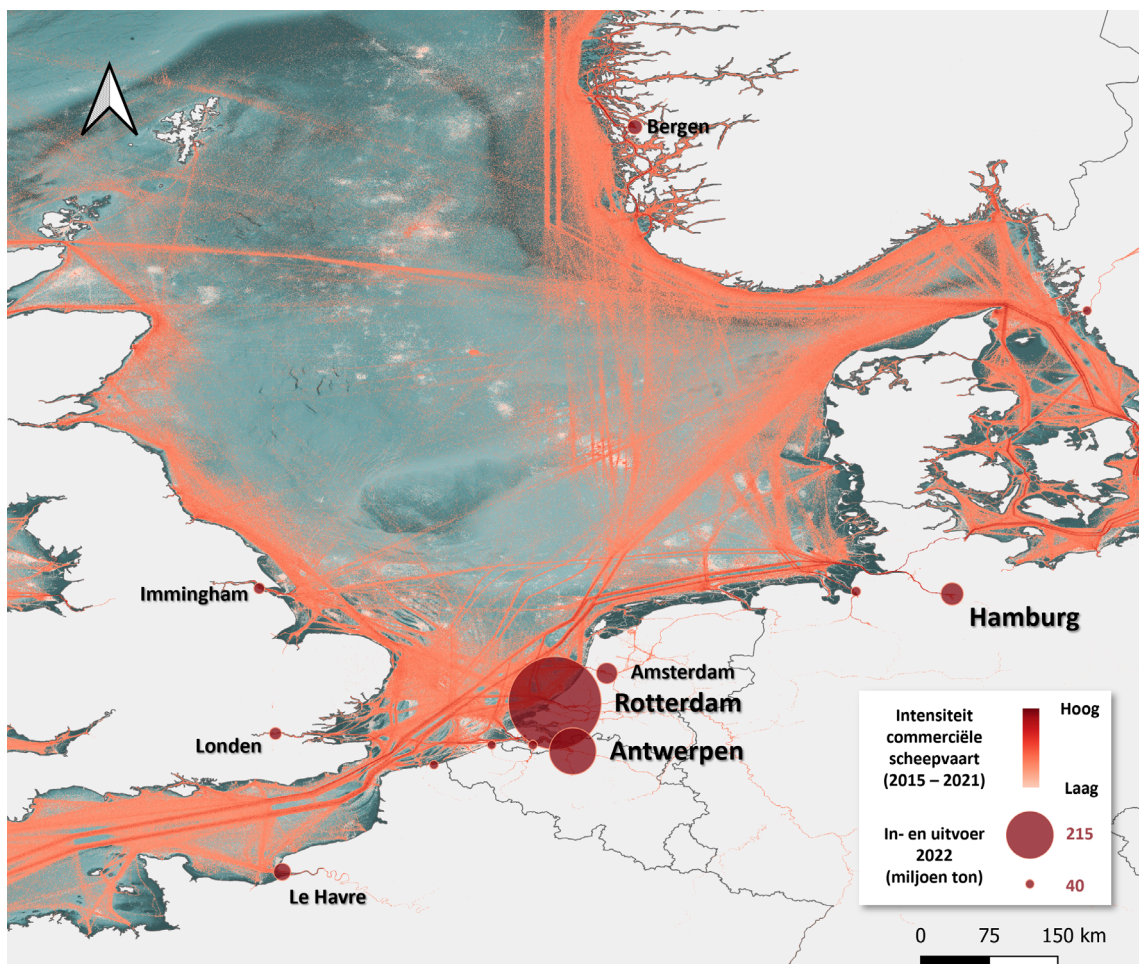 Bergen
Immingham
Hamburg
Amsterdam
Rotterdam
Londen
Antwerpen
Le Havre
Intensiteit
commerciële
scheepvaart
(2015 – 2021)
Hoog
Laag
In- en uitvoer
2022
(miljoen ton)
215
40
0 75 150 km